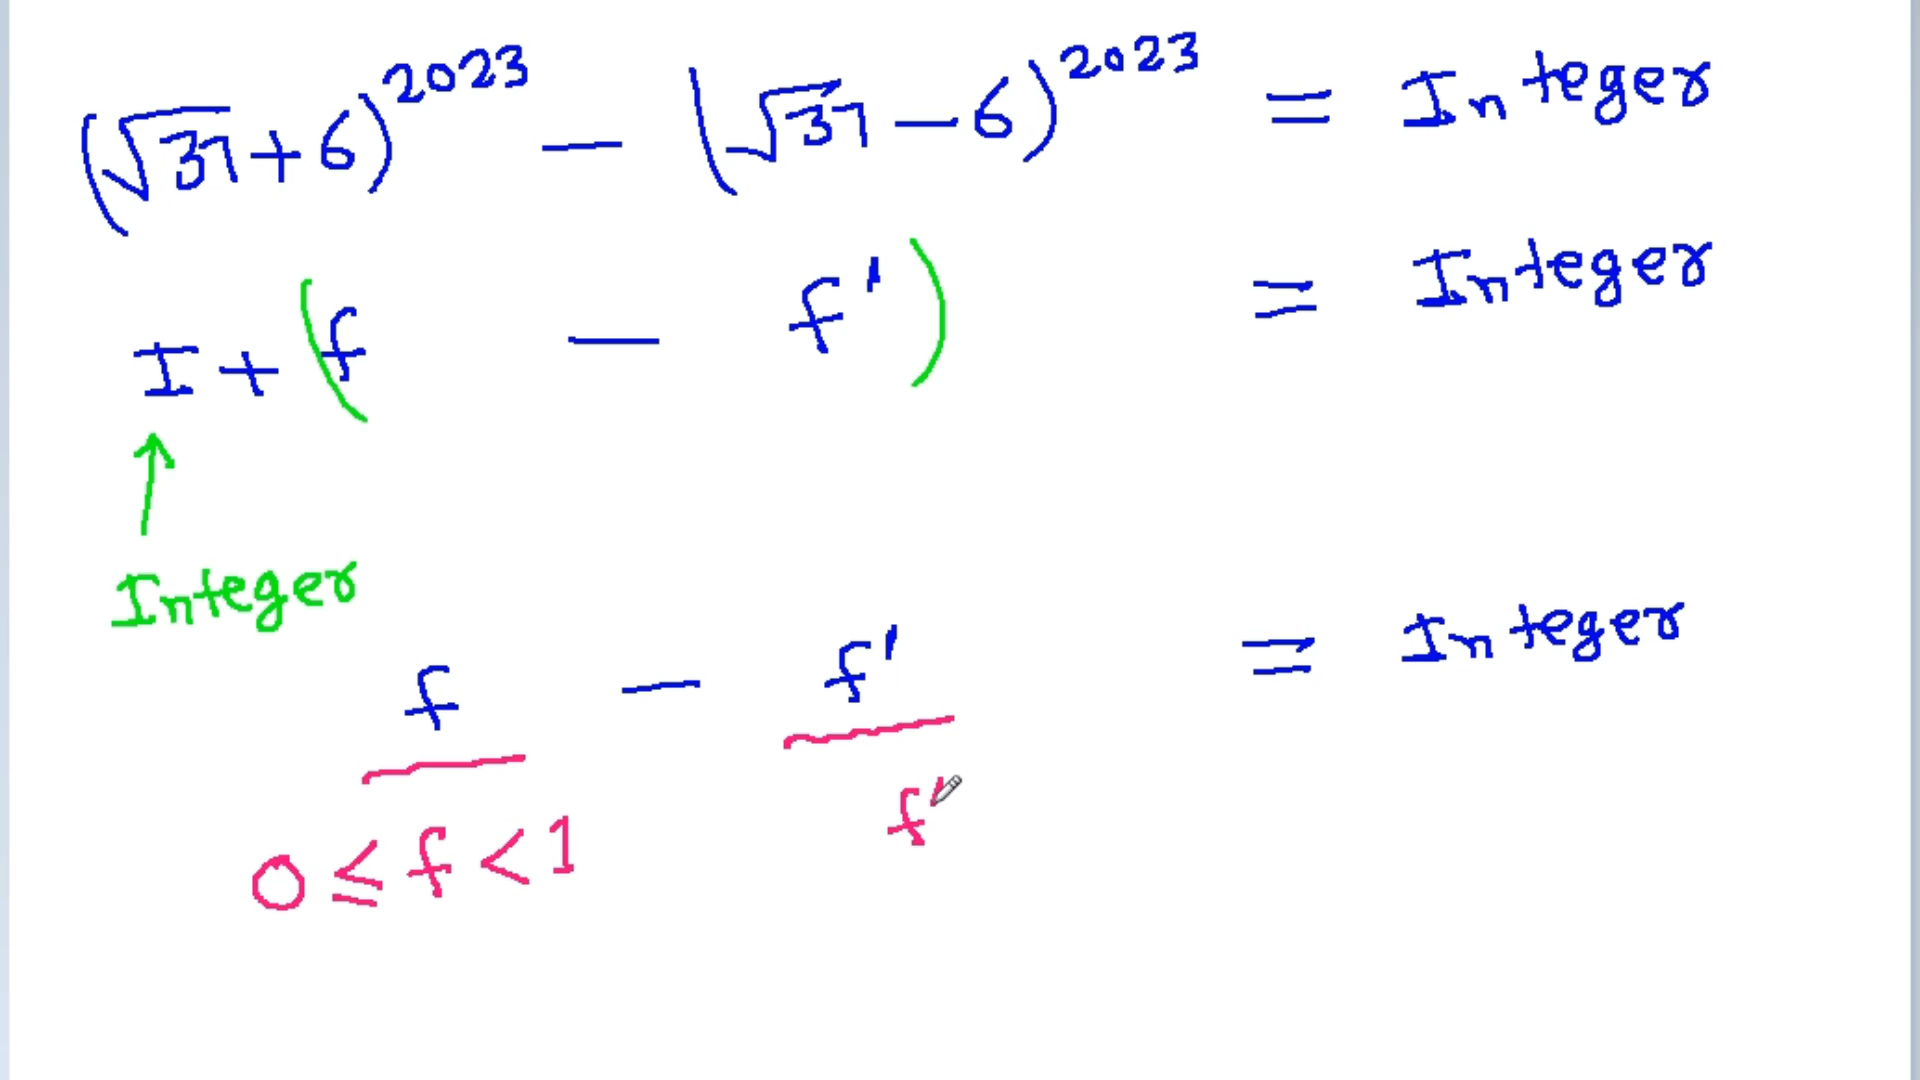 (√37+6)^2023 − (√37−6)^2023 = Integer
I + (f − f') = Integer
Integer
f − f' = Integer
0 ≤ f < 1 f'